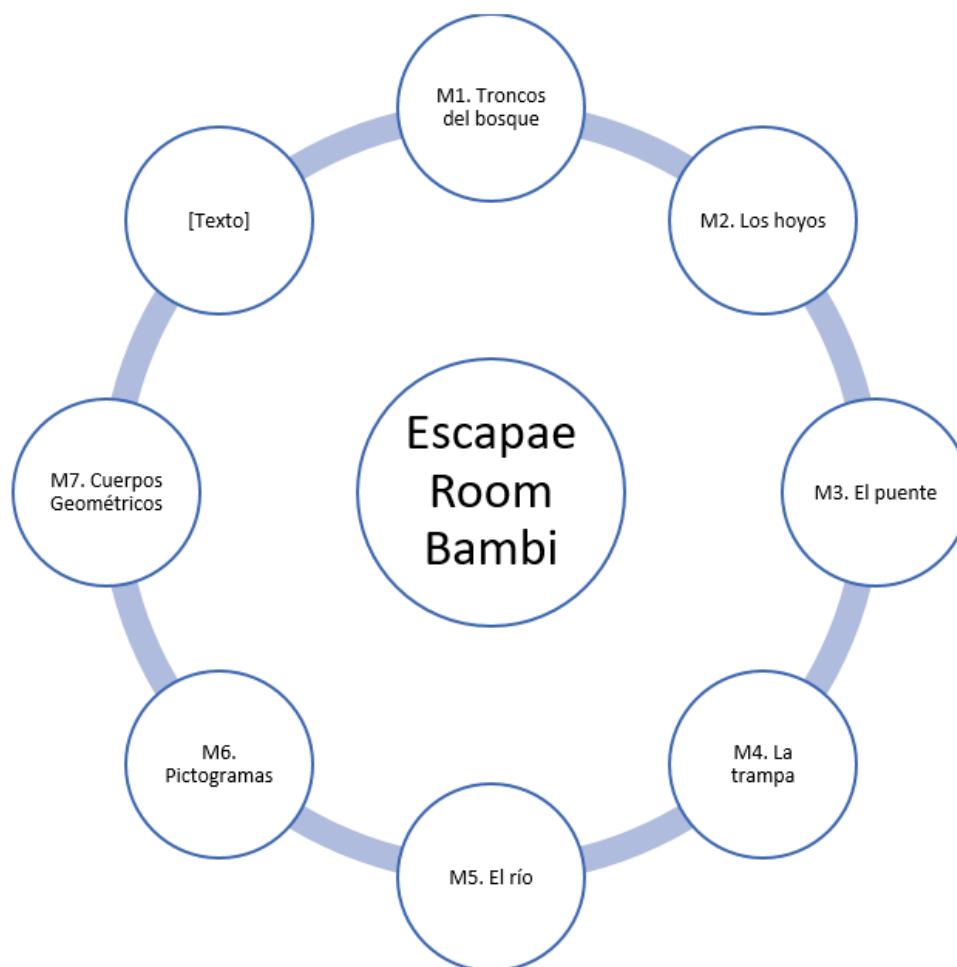 M1. Troncos
del bosque
[Texto]
M2. Los hoyos
Escapae
Room
Bambi
M7. Cuerpos
Geométricos
M3. El puente
M6.
Pictogramas
M4. La
trampa
M5. El río